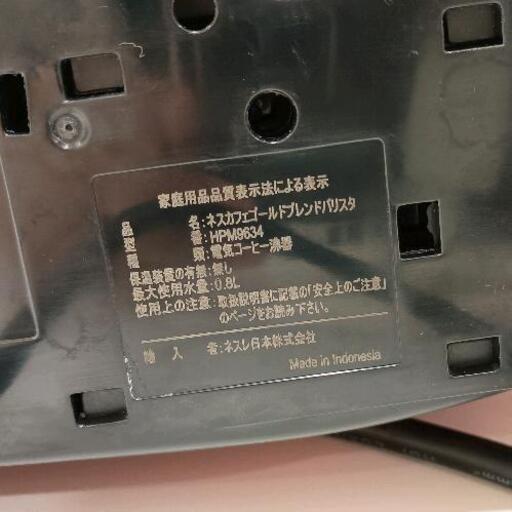 家庭用品品質表示法による表示
品 名:ネスカフェゴールドブレンドバリスタ
型 番:HPM9634
種 類:電気コーヒー沸器
保温装置の有無:無し
最大使用水量:0.8L
使用上の注意:取扱説明書に記載の「安全上のご注意」
のページをお読み下さい。
輸 入 者:ネスレ日本株式会社
Made in Indonesia